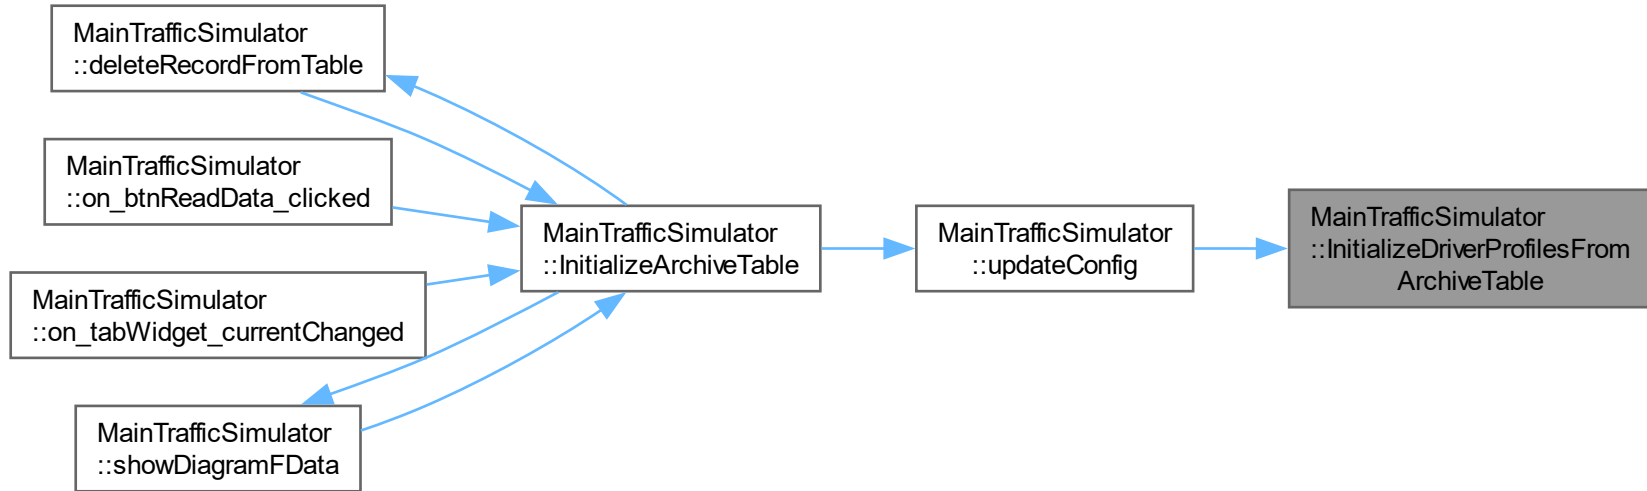 MainTrafficSimulator
::deleteRecordFromTable
MainTrafficSimulator
::on_btnReadData_clicked
MainTrafficSimulator
::on_tabWidget_currentChanged
MainTrafficSimulator
::showDiagramFData
MainTrafficSimulator
::InitializeArchiveTable
MainTrafficSimulator
::updateConfig
MainTrafficSimulator
::InitializeDriverProfilesFrom
ArchiveTable